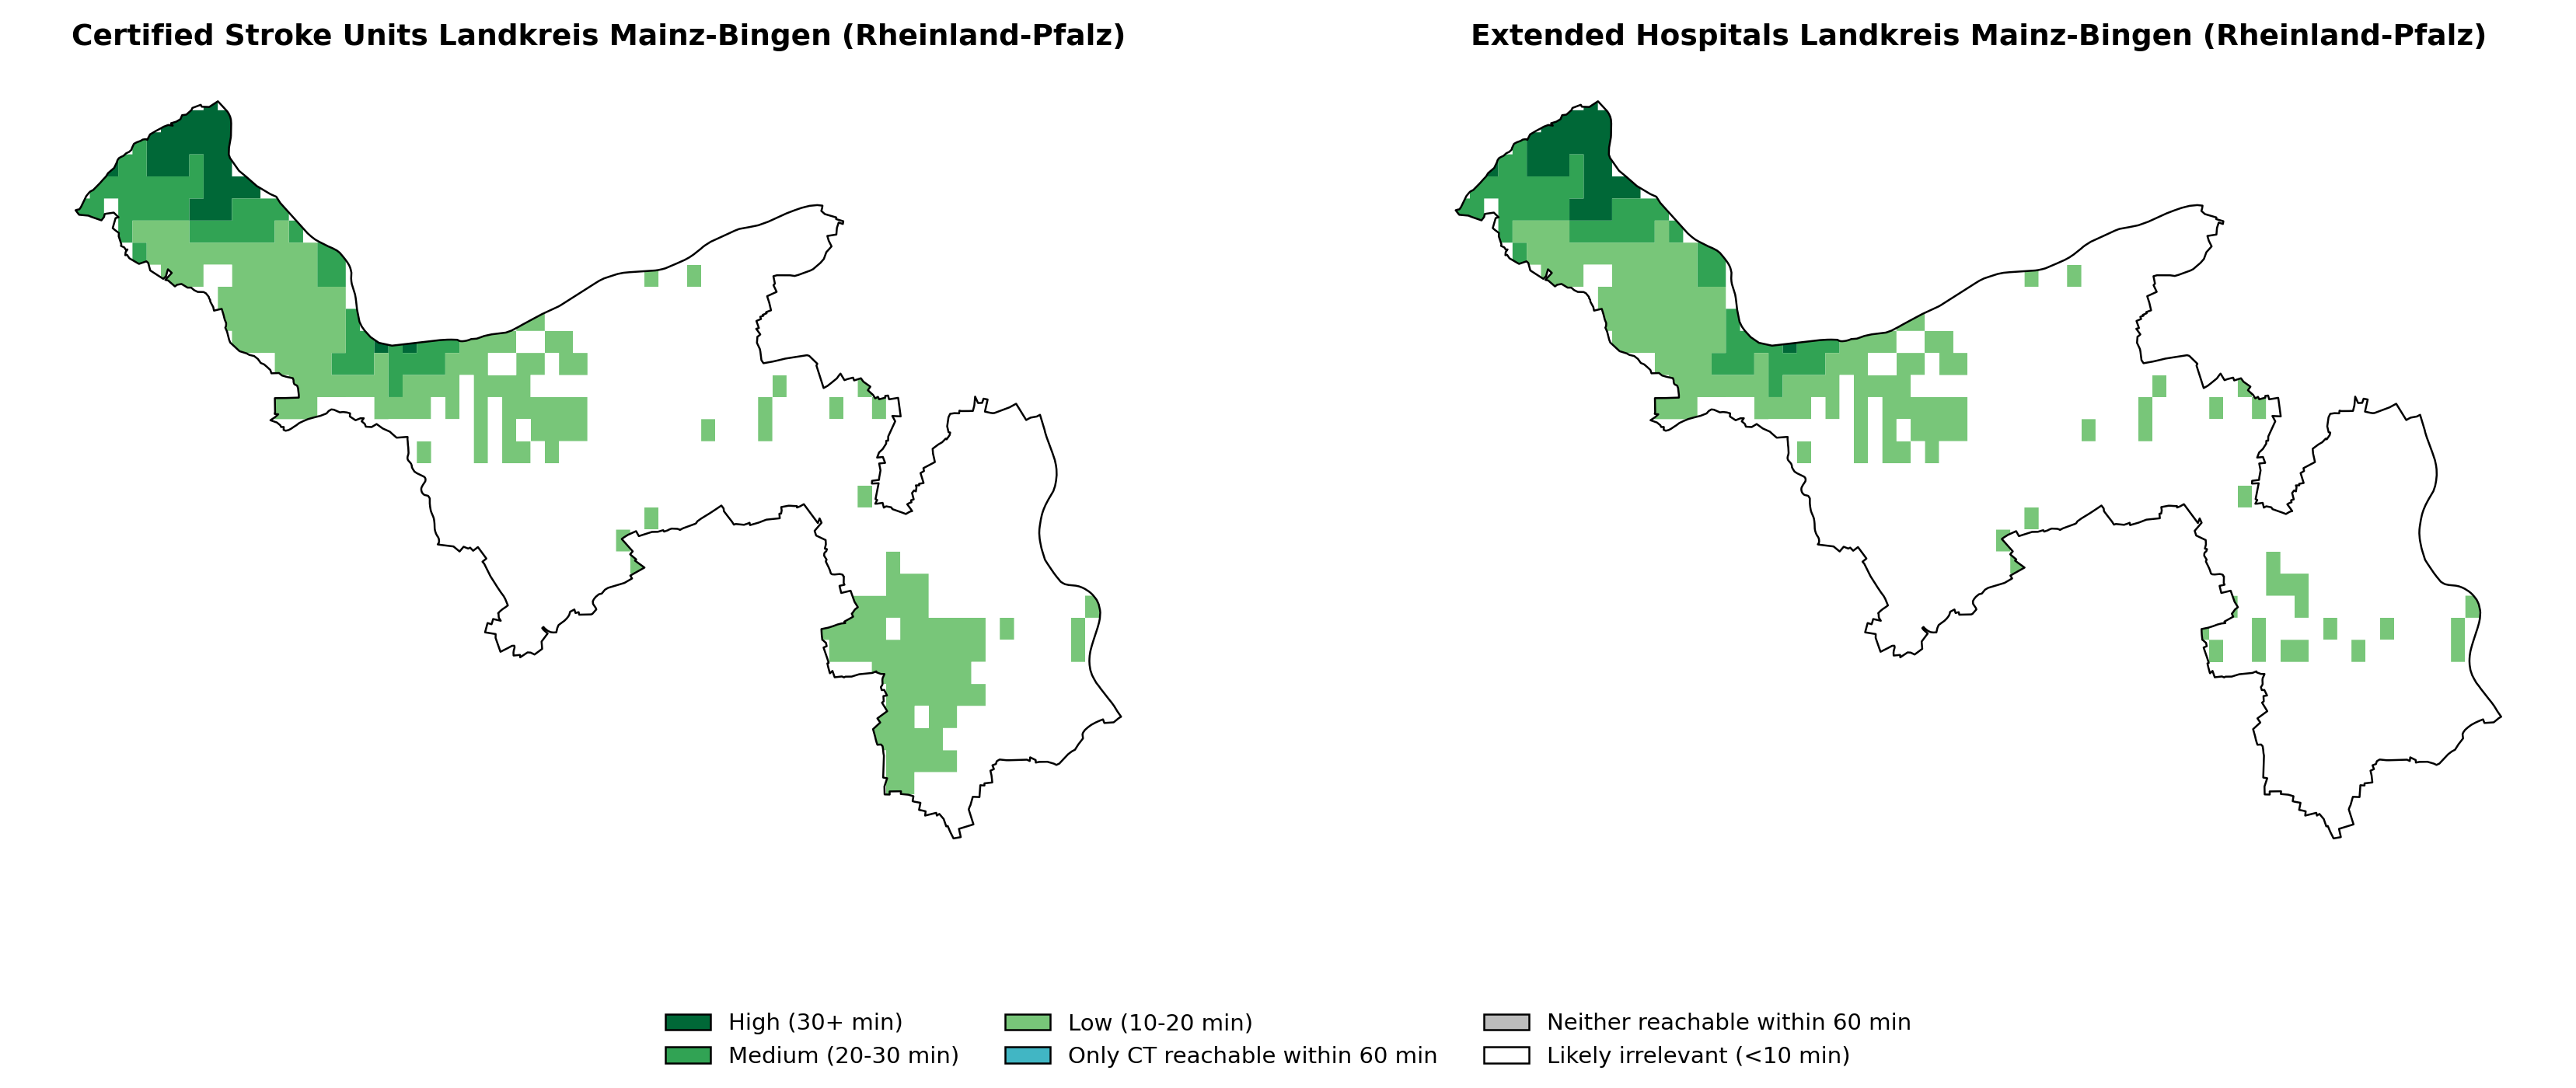 Certified Stroke Units Landkreis Mainz-Bingen (Rheinland-Pfalz)
Extended Hospitals Landkreis Mainz-Bingen (Rheinland-Pfalz)
High (30+ min)
Medium (20-30 min)
Low (10-20 min)
Only CT reachable within 60 min
Neither reachable within 60 min
Likely irrelevant (<10 min)